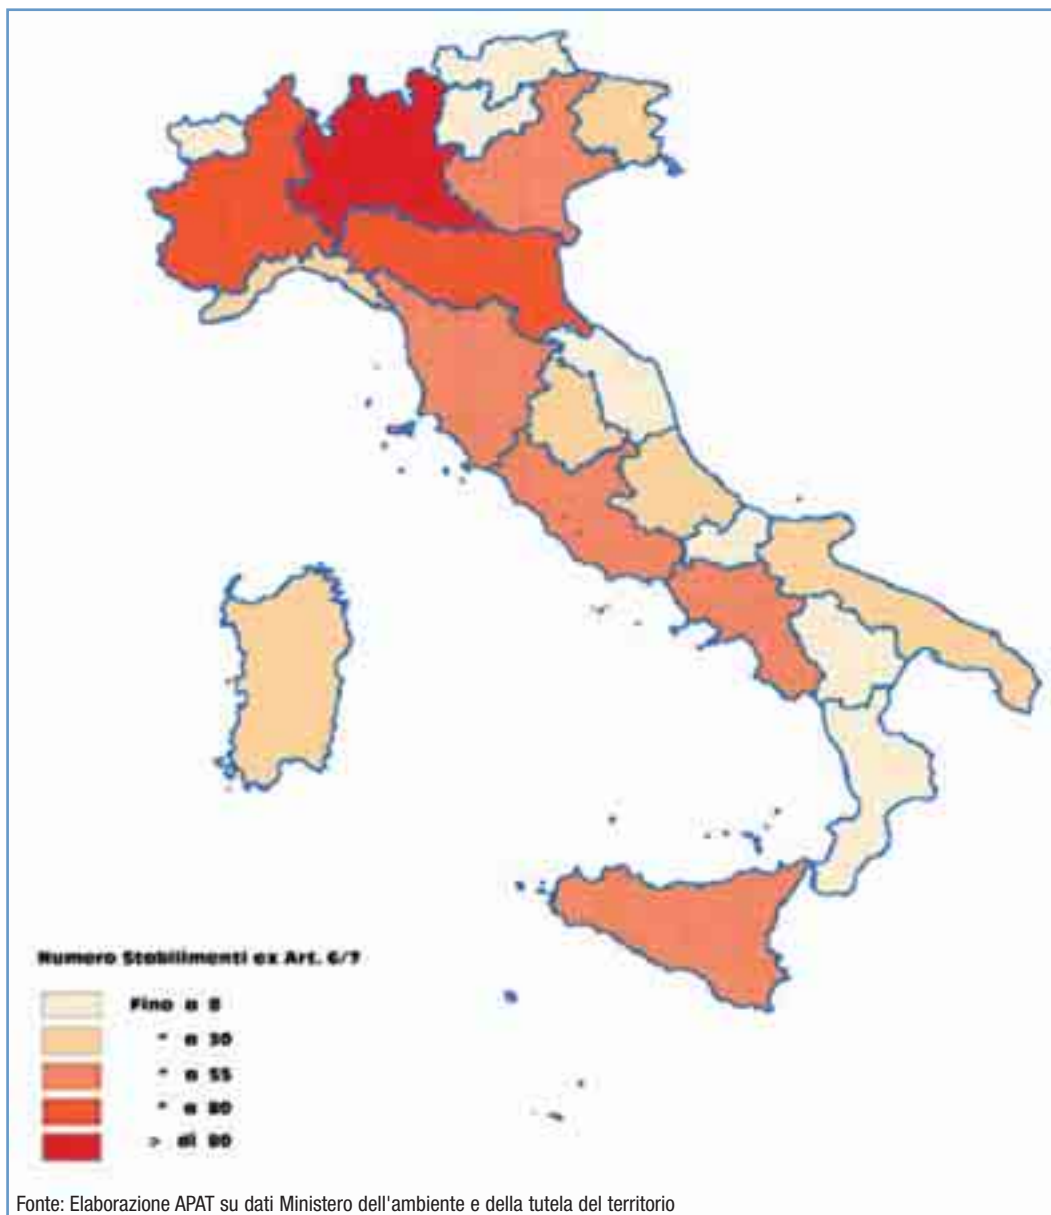 Numero Stabilimenti ex Art. 6/7
Fino a 8
" a 30
" a 55
" a 80
> di 80
Fonte: Elaborazione APAT su dati Ministero dell'ambiente e della tutela del territorio